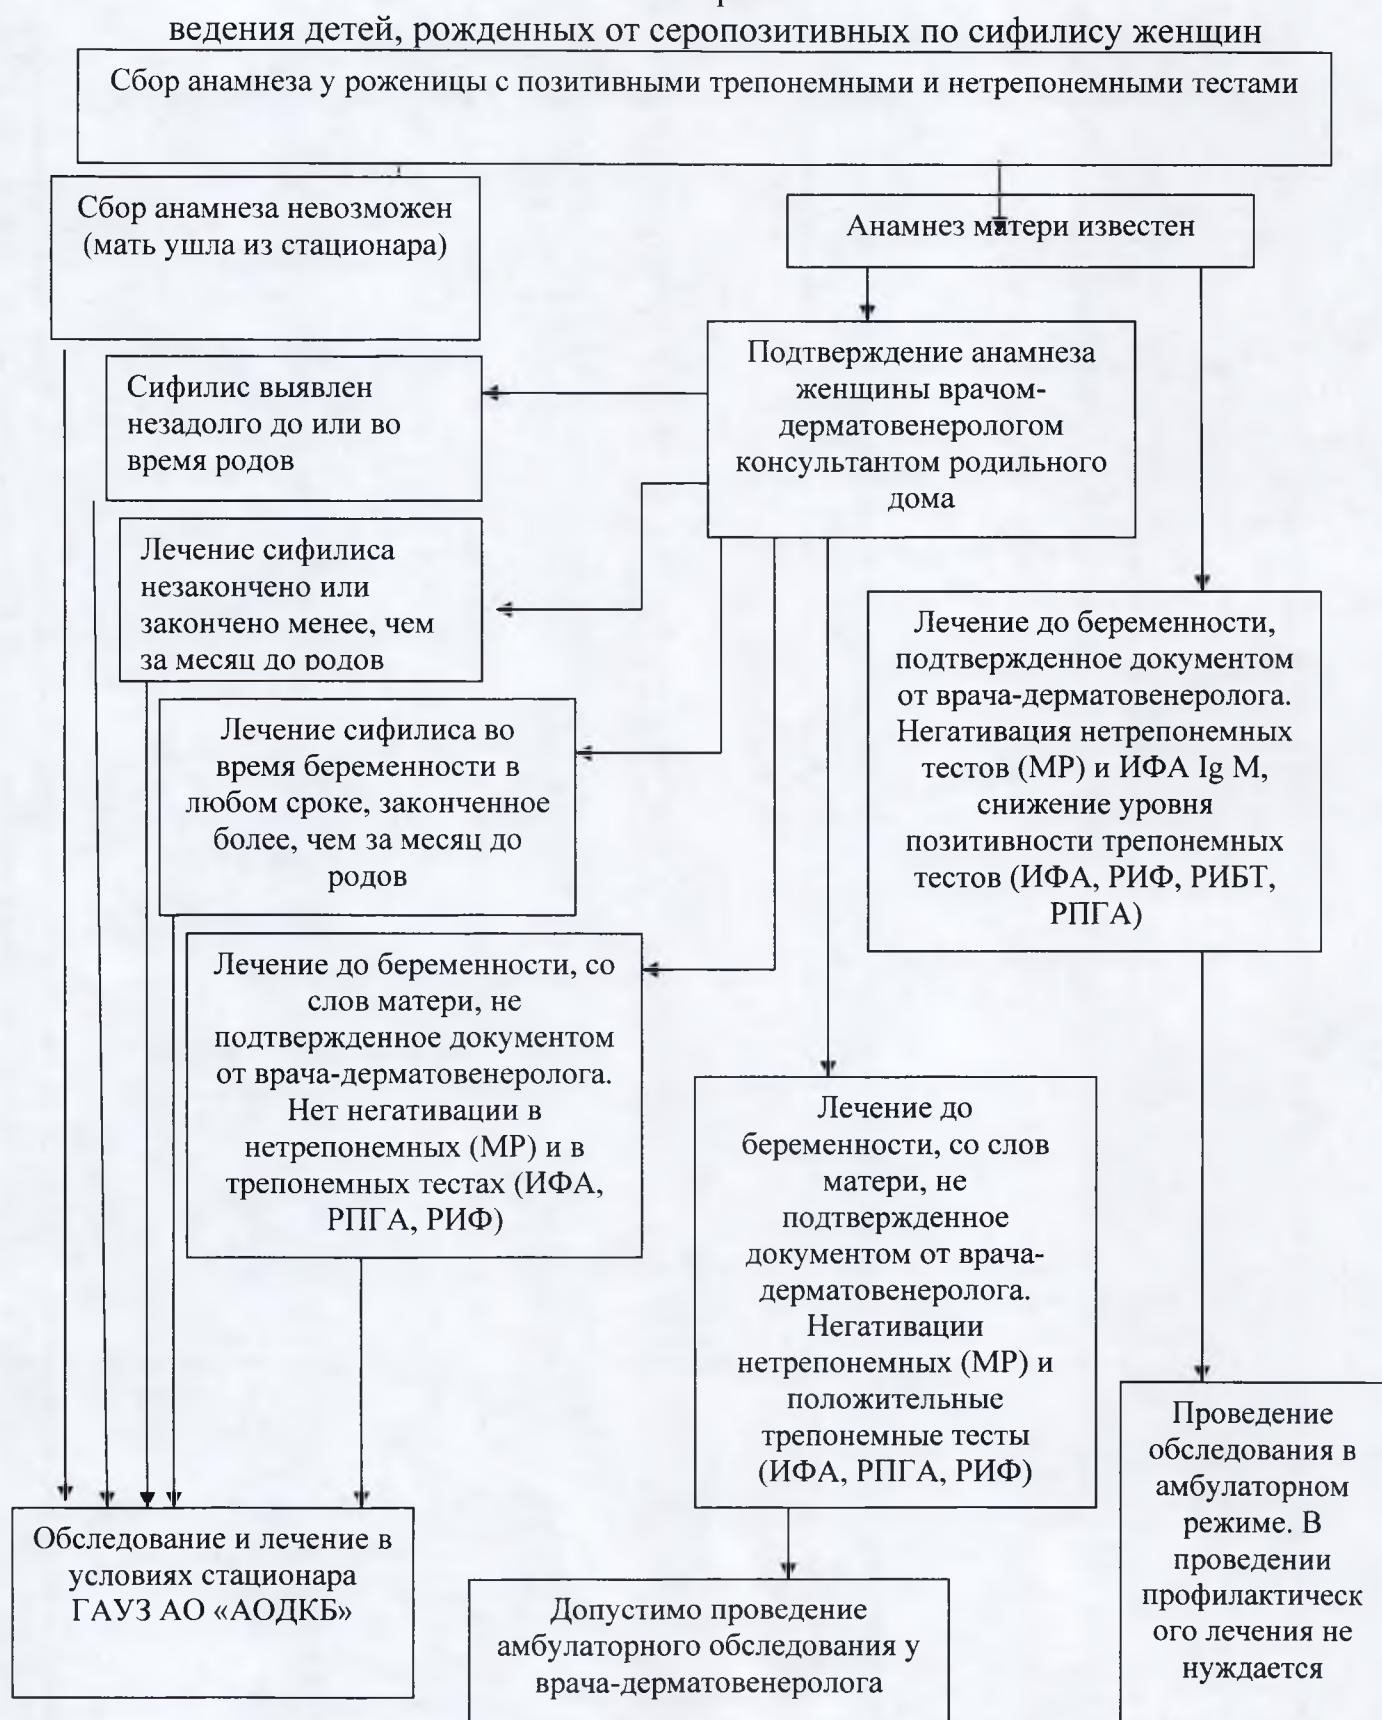 ведения детей, рожденных от серопозитивных по сифилису женщин
Сбор анамнеза у роженицы с позитивными трепонемными и нетрепонемными тестами
Сбор анамнеза невозможен
(мать ушла из стационара)
Анамнез матери известен
Подтверждение анамнеза
женщины врачом-
дерматовенерологом
консультантом родильного
дома
Сифилис выявлен
незадолго до или во
время родов
Лечение сифилиса
незакончено или
закончено менее, чем
за месяц до родов
Лечение сифилиса во
время беременности в
любом сроке, законченное
более, чем за месяц до
родов
Лечение до беременности, со
слов матери, не
подтвержденное документом
от врача-дерматовенеролога.
Нет негативации в
нетрепонемных (МР) и в
трепонемных тестах (ИФА,
РПГА, РИФ)
Лечение до беременности,
подтвержденное документом
от врача-дерматовенеролога.
Негативация нетрепонемных
тестов (МР) и ИФА Ig M,
снижение уровня
позитивности трепонемных
тестов (ИФА, РИФ, РИБТ,
РПГА)
Лечение до
беременности, со слов
матери, не
подтвержденное
документом от врача-
дерматовенеролога.
Негативации
нетрепонемных (МР) и
положительные
трепонемные тесты
(ИФА, РПГА, РИФ)
Обследование и лечение в
условиях стационара
ГАУЗ АО «АОДКБ»
Допустимо проведение
амбулаторного обследования у
врача-дерматовенеролога
Проведение
обследования в
амбулаторном
режиме. В
проведении
профилактическ
ого лечения не
нуждается